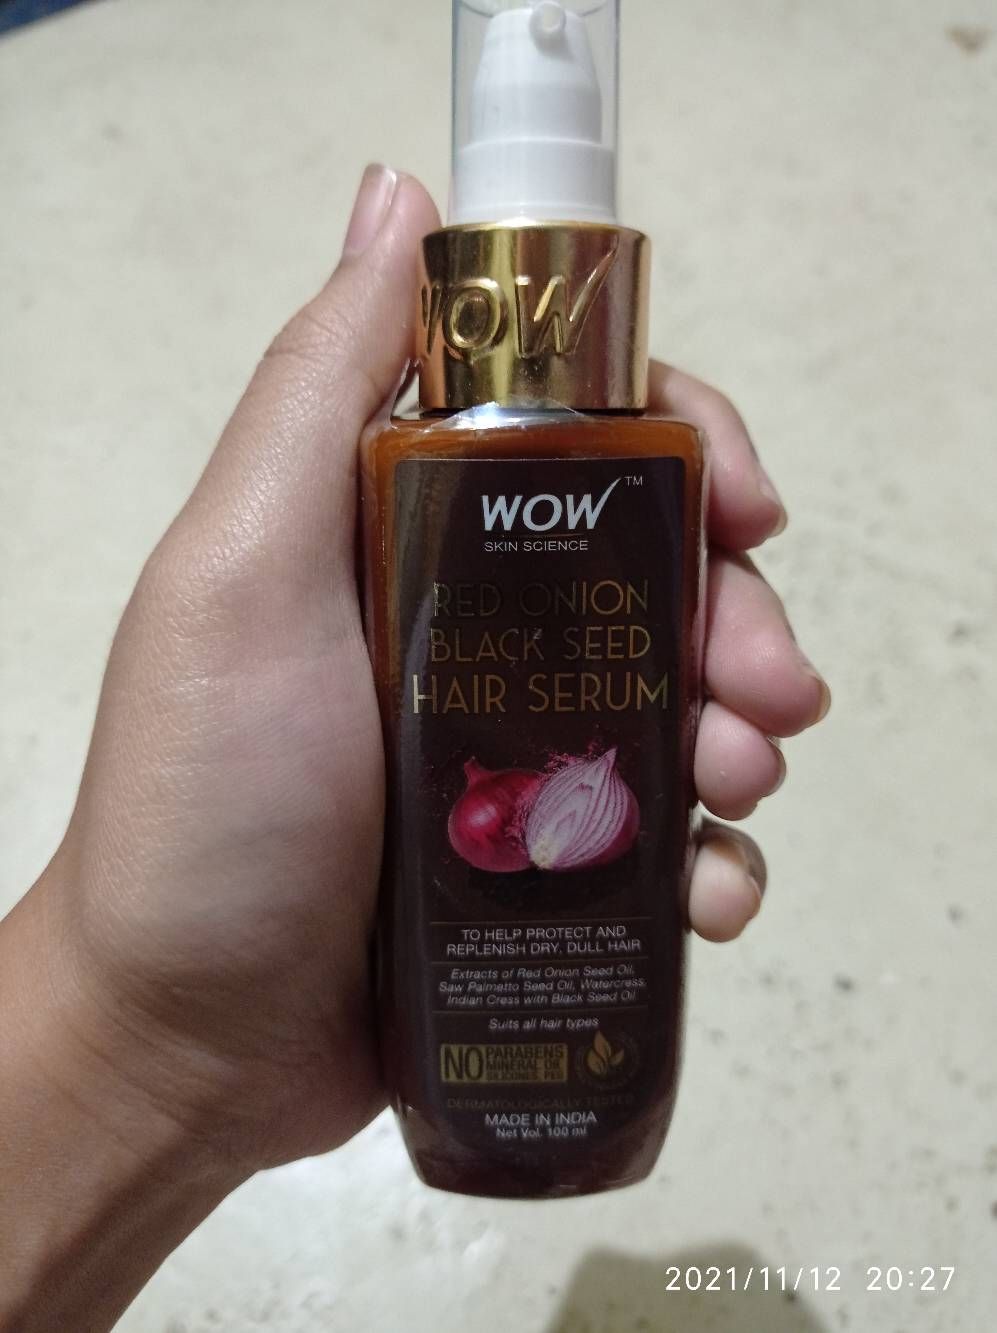 WOW
WOW TM
SKIN SCIENCE
RED ONION
BLACK SEED
HAIR SERUM
TO HELP PROTECT AND
REPLENISH DRY, DULL HAIR
Extracts of Red Onion Seed Oil,
Saw Palmetto Seed Oil, Watercress,
Indian Cress with Black Seed Oil
Suits all hair types
NO PARABENS
MINERAL OIL
SILICONES, PEG
DERMATOLOGICALLY TESTED
MADE IN INDIA
Net Vol. 100 ml
2021/11/12 20:27